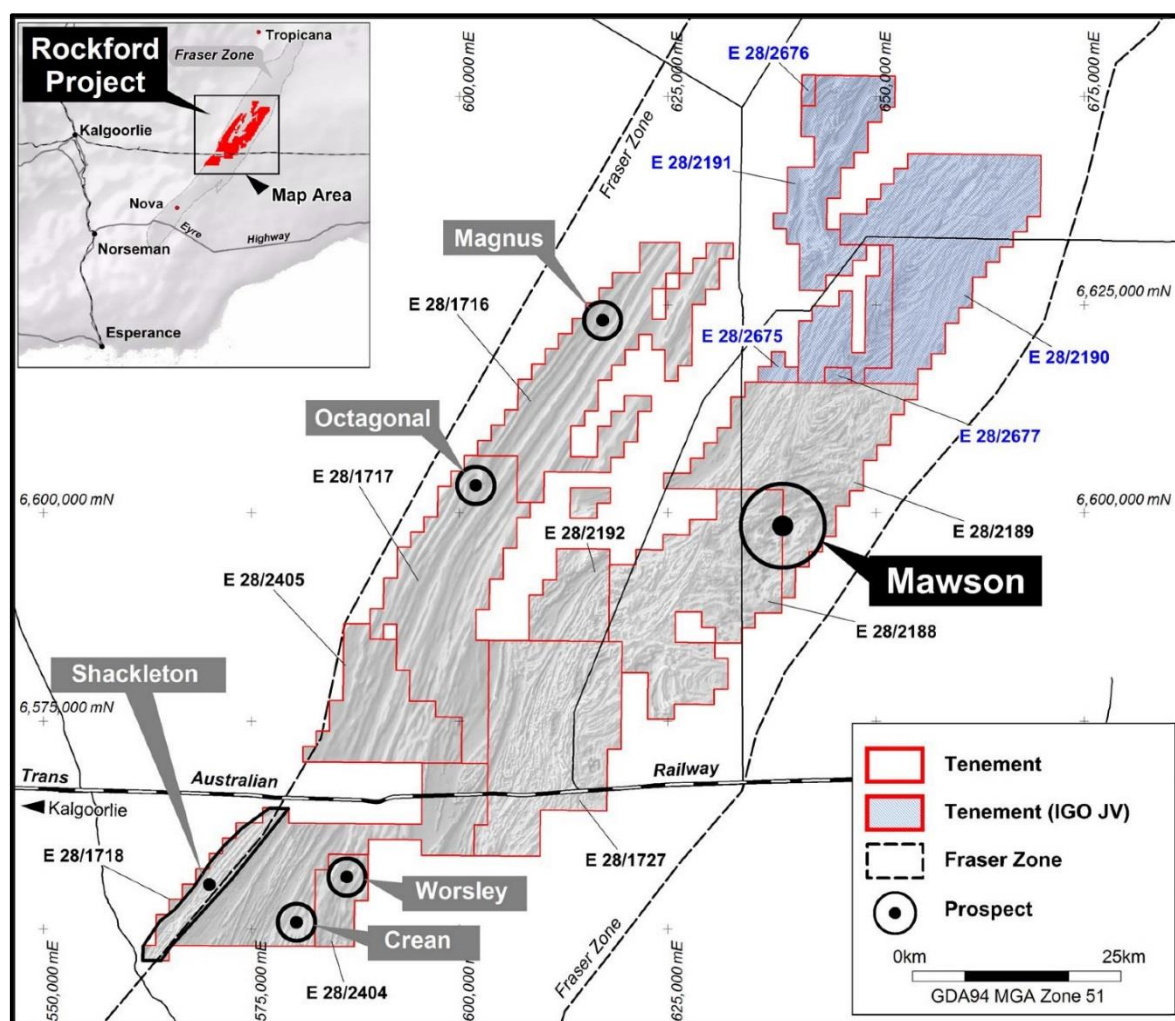 Tropicana
Fraser Zone
Rockford
Project
Kalgoorlie
Map Area
Nova
Eyre
Highway
Norseman
Esperance
600,000 mE
625,000 mE
650,000 mE
675,000 mE
Fraser Zone
E 28/2676
E 28/2191
Magnus
E 28/1716
6,625,000 mN
E 28/2675
E 28/2190
Octagonal
E 28/2677
E 28/1717
6,600,000 mN
6,600,000 mN
E 28/2192
E 28/2189
E 28/2405
Mawson
E 28/2188
Shackleton
6,575,000 mN
Trans
Australian
Railway
Kalgoorlie
E 28/1718
E 28/1727
Worsley
Crean
E 28/2404
Fraser Zone
550,000 mE
575,000 mE
600,000 mE
625,000 mE
Tenement
Tenement (IGO JV)
Fraser Zone
Prospect
0km
25km
GDA94 MGA Zone 51